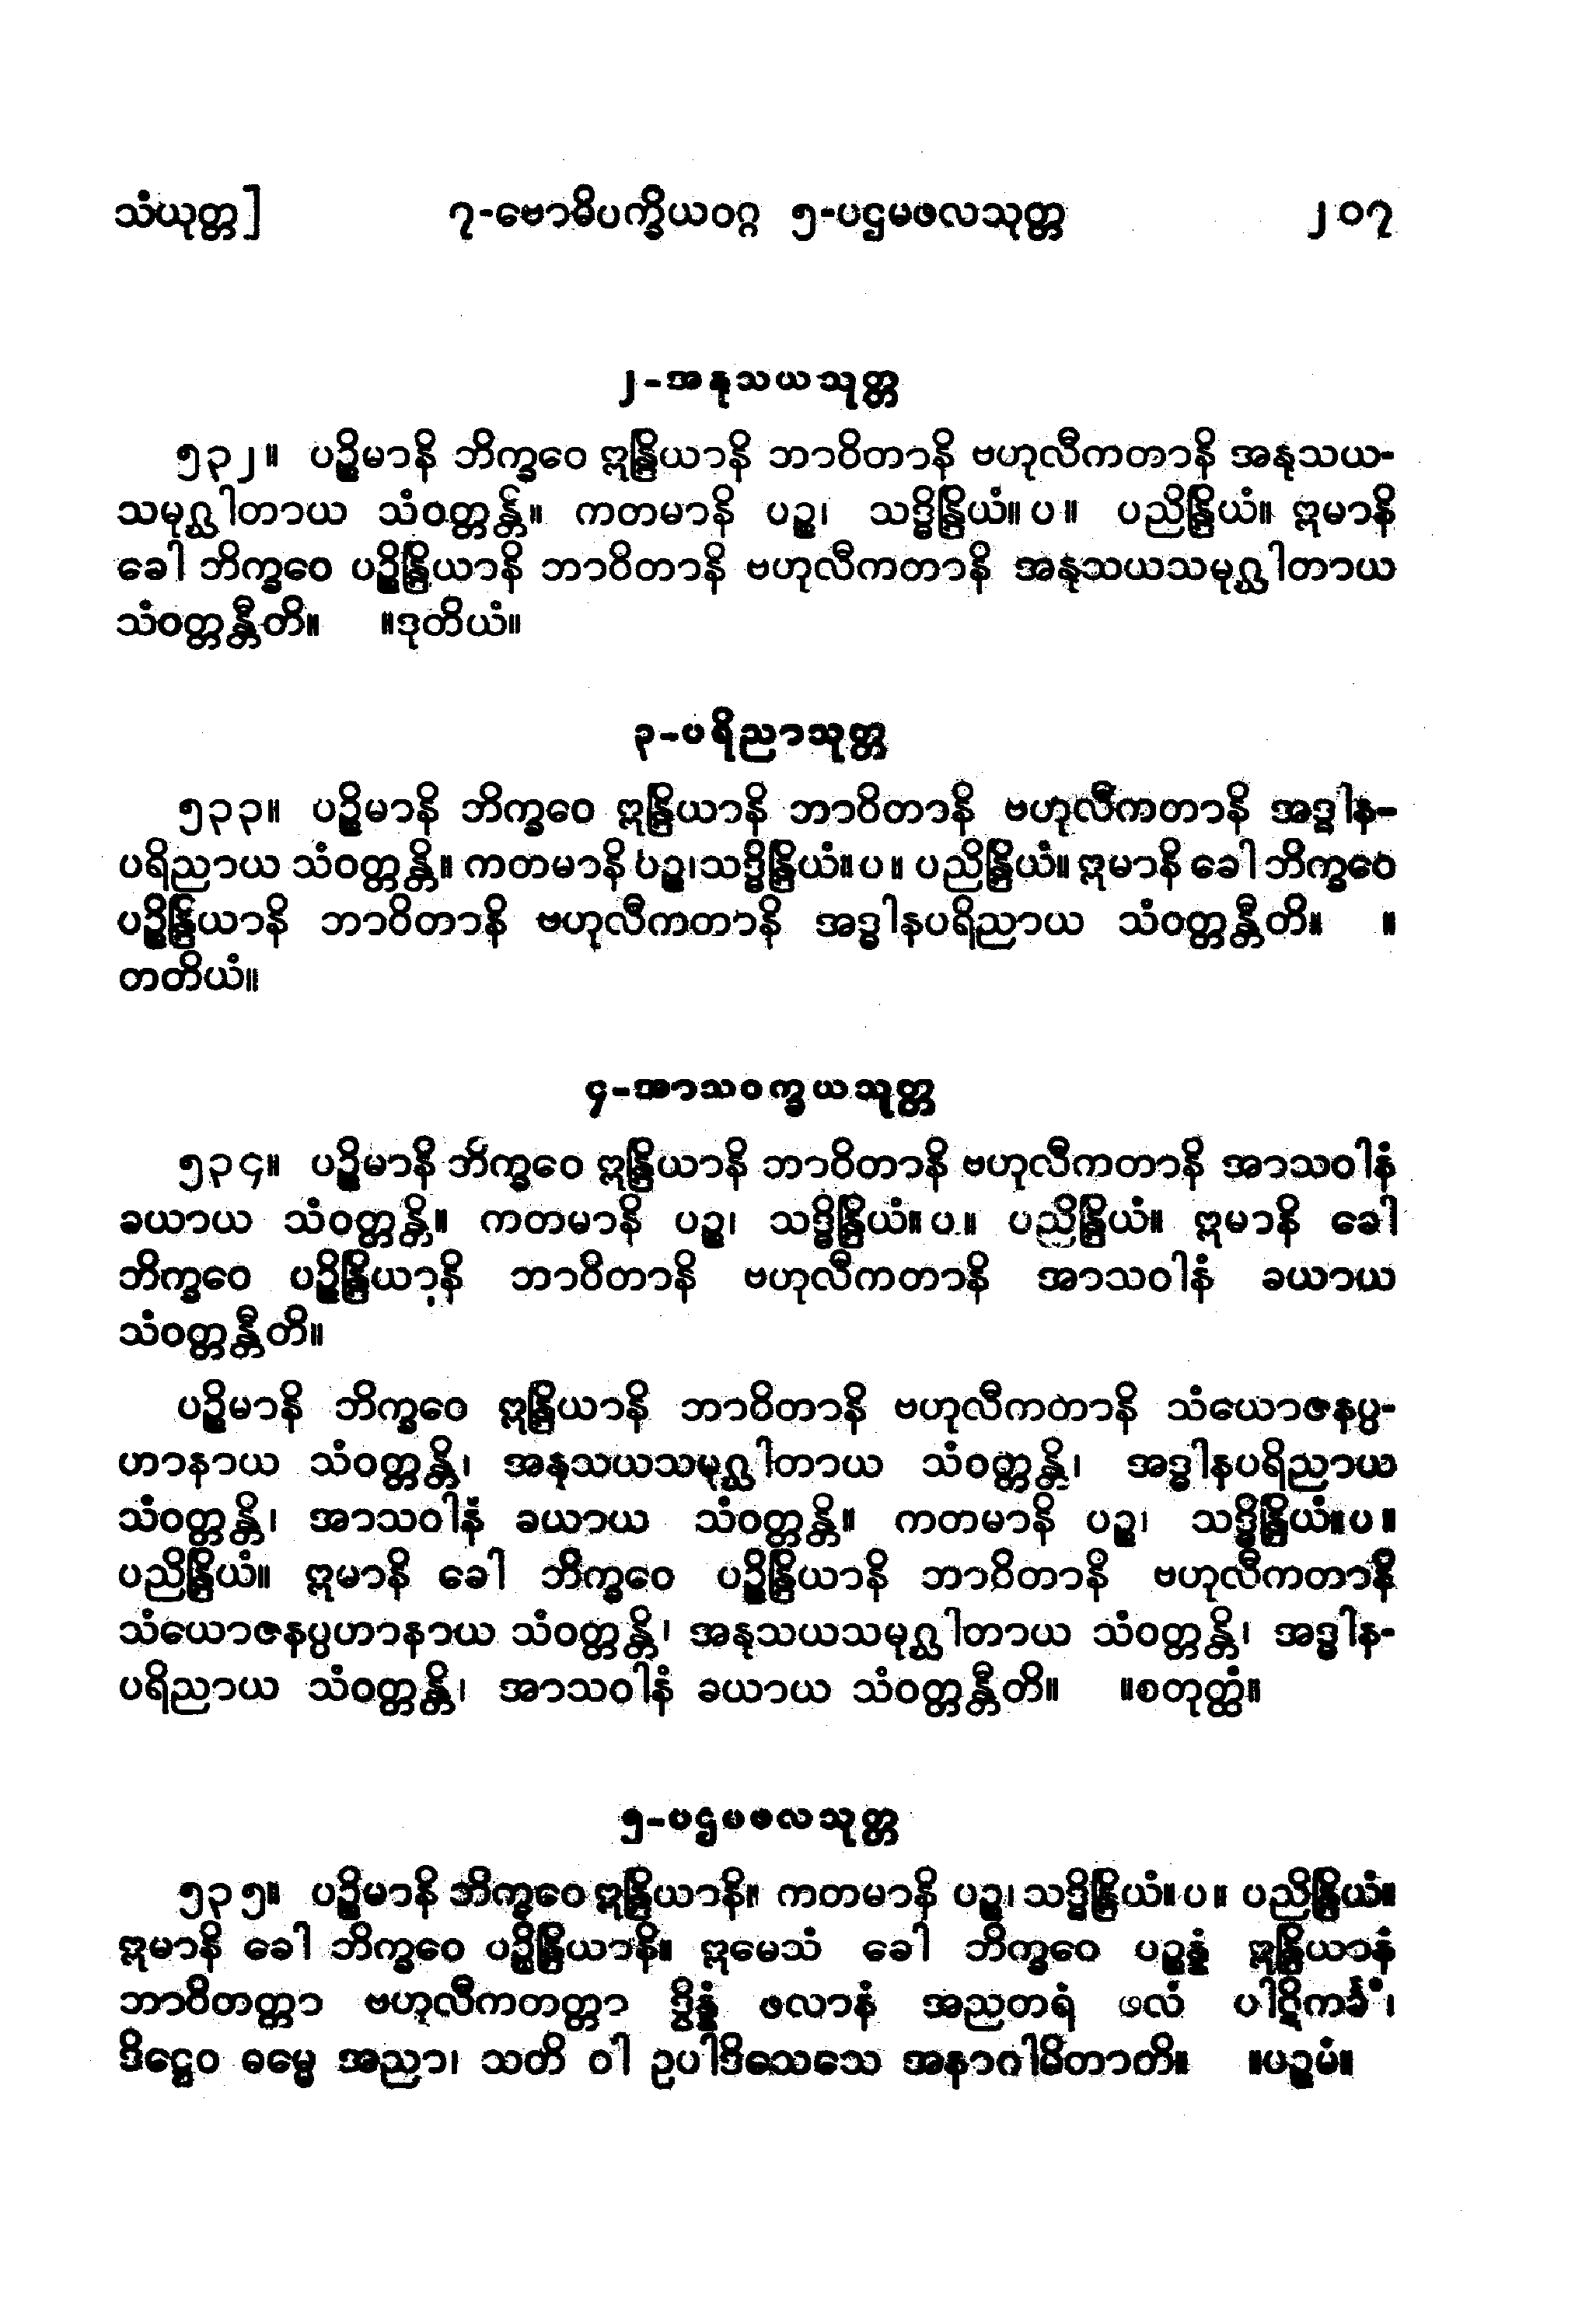 သံယုတ္တ] ၇-ဗောဓိပက္ခိယဝဂ္ဂ ၅-ပဌမဖလသုတ္တ ၂၀၇
၂-အနုသယသုတ္တ
၅၃၂။ ပဉ္စိမာနိ ဘိက္ခဝေ ဣန္ဒြိယာနိ ဘာဝိတာနိ ဗဟုလီကတာနိ အနုသယ-
သမုဂ္ဃါတာယ သံဝတ္တန္တိ။ ကတမာနိ ပဉ္စ၊ သဒ္ဓိန္ဒြိယံ။ပ။ ပညိန္ဒြိယံ။ ဣမာနိ
ခေါ ဘိက္ခဝေ ပဉ္စိန္ဒြိယာနိ ဘာဝိတာနိ ဗဟုလီကတာနိ အနုသယသမုဂ္ဃါတာယ
သံဝတ္တန္တီတိ။ ။ဒုတိယံ။
၃-ပရိညာသုတ္တ
၅၃၃။ ပဉ္စိမာနိ ဘိက္ခဝေ ဣန္ဒြိယာနိ ဘာဝိတာနိ ဗဟုလီကတာနိ အဒ္ဓါန-
ပရိညာယ သံဝတ္တန္တိ။ ကတမာနိ ပဉ္စ၊သဒ္ဓိန္ဒြိယံ။ပ။ ပညိန္ဒြိယံ။ ဣမာနိ ခေါ ဘိက္ခဝေ
ပဉ္စိန္ဒြိယာနိ ဘာဝိတာနိ ဗဟုလီကတာနိ အဒ္ဓါနပရိညာယ သံဝတ္တန္တီတိ။ ။
တတိယံ။
၄-အာသဝက္ခယသုတ္တ
၅၃၄။ ပဉ္စိမာနိ ဘိက္ခဝေ ဣန္ဒြိယာနိ ဘာဝိတာနိ ဗဟုလီကတာနိ အာသဝါနံ
ခယာယ သံဝတ္တန္တိ။ ကတမာနိ ပဉ္စ၊ သဒ္ဓိန္ဒြိယံ။ပ။ ပညိန္ဒြိယံ။ ဣမာနိ ခေါ
ဘိက္ခဝေ ပဉ္စိန္ဒြိယာနိ ဘာဝိတာနိ ဗဟုလီကတာနိ အာသဝါနံ ခယာယ
သံဝတ္တန္တီတိ။
ပဉ္စိမာနိ ဘိက္ခဝေ ဣန္ဒြိယာနိ ဘာဝိတာနိ ဗဟုလီကတာနိ သံယောဇနပ္ပ-
ဟာနာယ သံဝတ္တန္တိ၊ အနုသယသမုဂ္ဃါတာယ သံဝတ္တန္တိ၊ အဒ္ဓါနပရိညာယ
သံဝတ္တန္တိ၊ အာသဝါနံ ခယာယ သံဝတ္တန္တိ။ ကတမာနိ ပဉ္စ၊ သဒ္ဓိန္ဒြိယံ။ပ။
ပညိန္ဒြိယံ။ ဣမာနိ ခေါ ဘိက္ခဝေ ပဉ္စိန္ဒြိယာနိ ဘာဝိတာနိ ဗဟုလီကတာနိ
သံယောဇနပ္ပဟာနာယ သံဝတ္တန္တိ၊ အနုသယသမုဂ္ဃါတာယ သံဝတ္တန္တိ၊ အဒ္ဓါန-
ပရိညာယ သံဝတ္တန္တိ၊ အာသဝါနံ ခယာယ သံဝတ္တန္တီတိ။ ။စတုတ္ထံ။
၅-ပဌမဖလသုတ္တ
၅၃၅။ ပဉ္စိမာနိ ဘိက္ခဝေ ဣန္ဒြိယာနိ။ ကတမာနိ ပဉ္စ၊ သဒ္ဓိန္ဒြိယံ။ပ။ ပညိန္ဒြိယံ။
ဣမာနိ ခေါ ဘိက္ခဝေ ပဉ္စိန္ဒြိယာနိ။ ဣမေသံ ခေါ ဘိက္ခဝေ ပဉ္စန္နံ ဣန္ဒြိယာနံ
ဘာဝိတတ္တာ ဗဟုလီကတတ္တာ ဒွိန္နံ ဖလာနံ အညတရံ ဖလံ ပါဋိကင်္ခံ၊
ဒိဋ္ဌေဝ ဓမ္မေ အညာ၊ သတိ ဝါ ဥပါဒိသေသေ အနာဂါမိတာတိ။ ။ပဉ္စမံ။